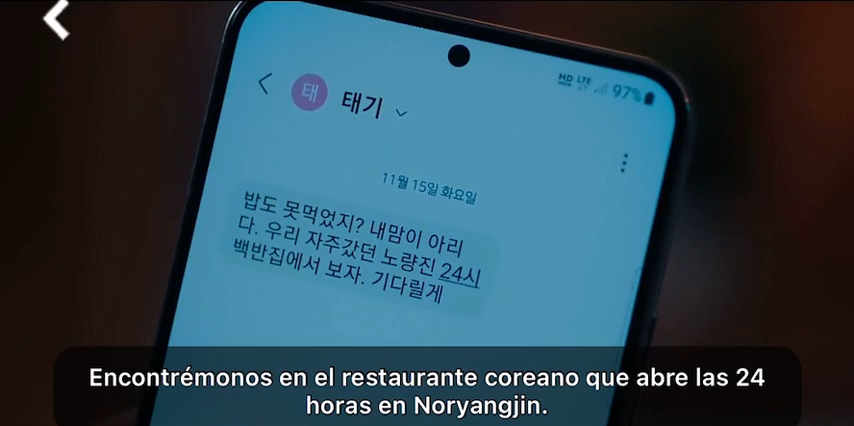 HD LTE 97%
태 태기
11월 15일 화요일
밥도 못먹었지? 내맘이 아리
다. 우리 자주갔던 노량진 24시
백반집에서 보자. 기다릴게
Encontrémonos en el restaurante coreano que abre las 24
horas en Noryangjin.